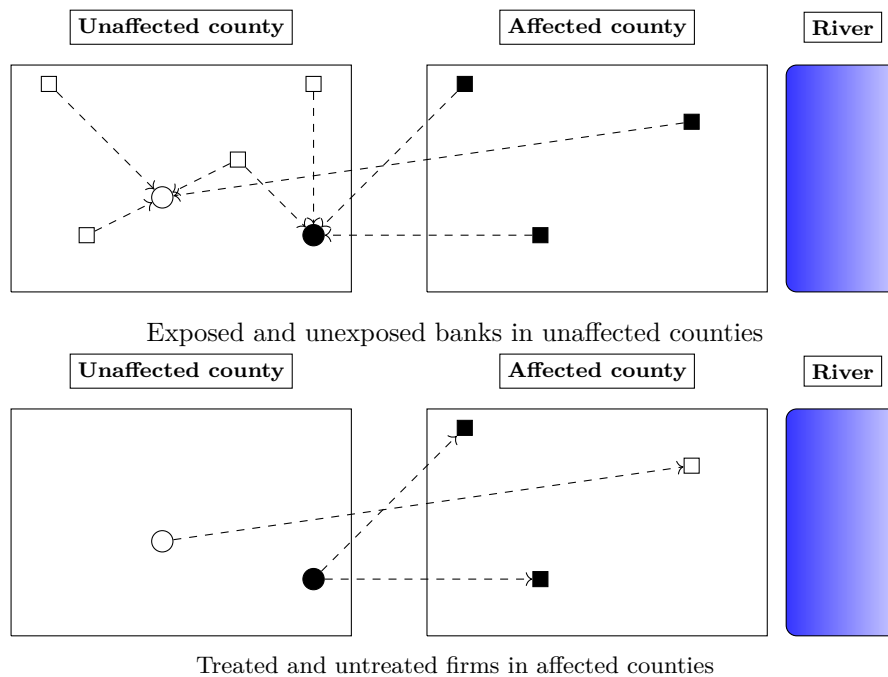 Unaffected county Affected county River
Exposed and unexposed banks in unaffected counties
Unaffected county Affected county River
Treated and untreated firms in affected counties